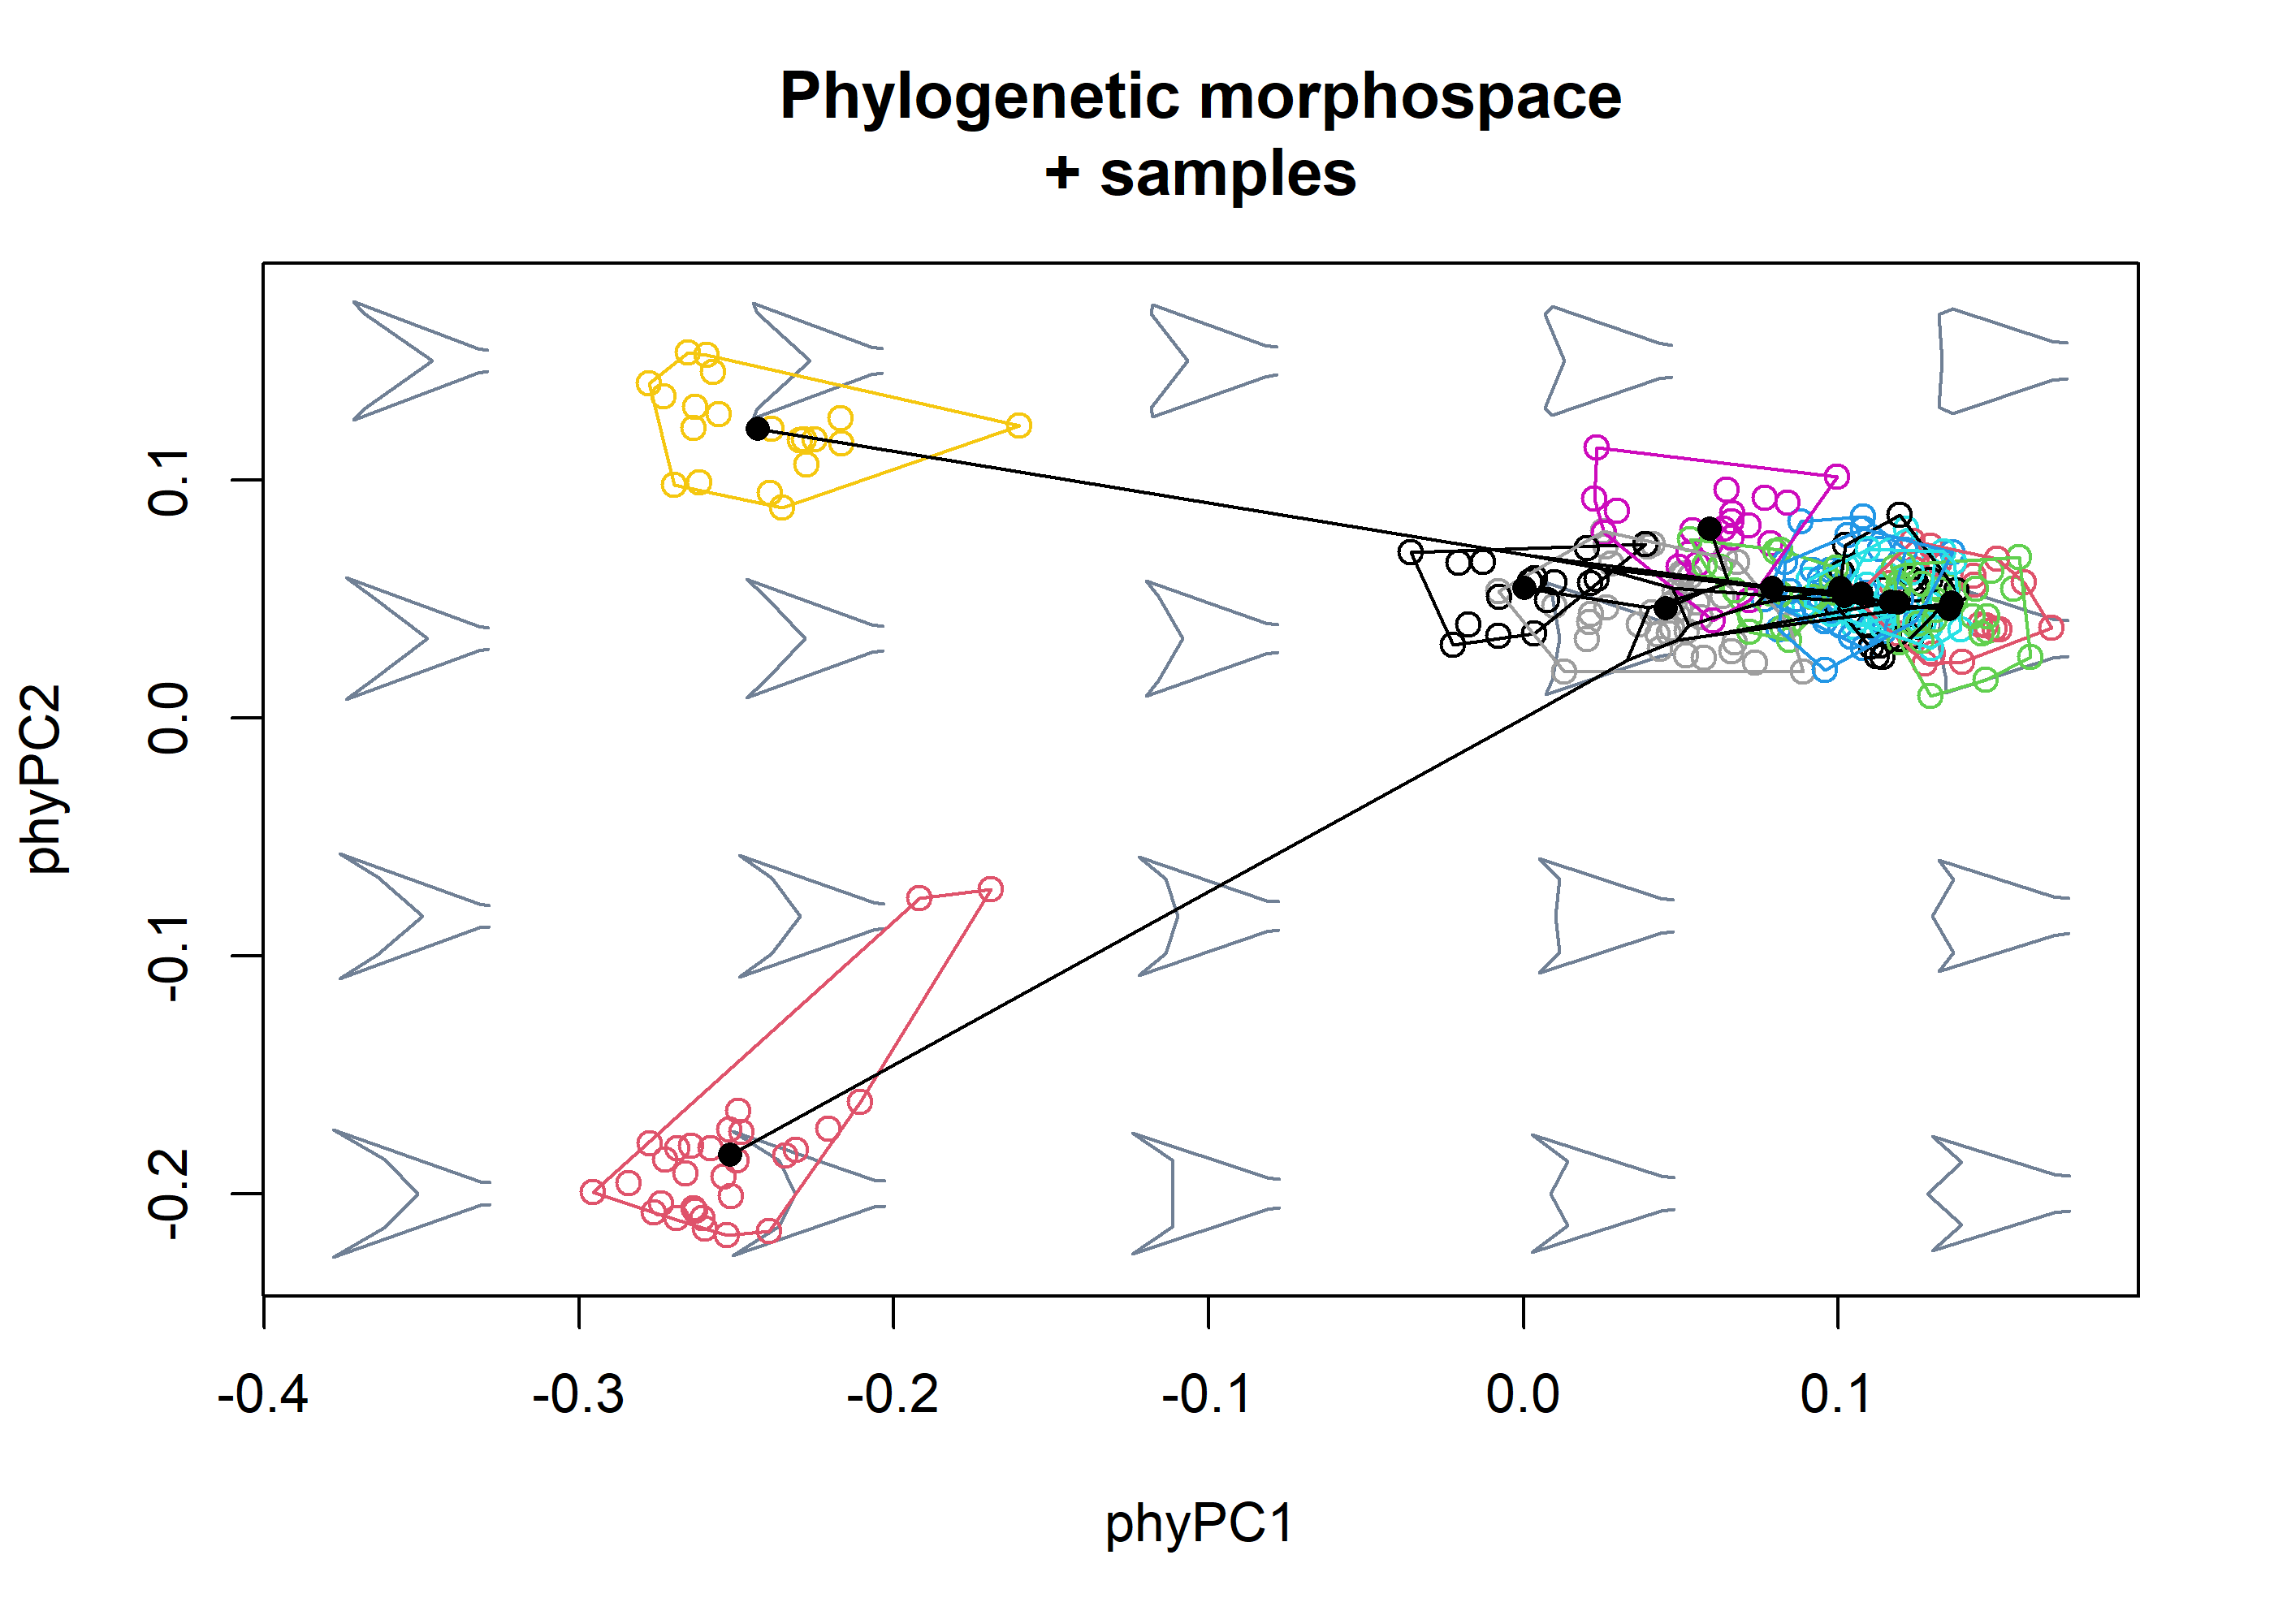 Phylogenetic morphospace
+ samples
phyPC2
0.1
0.0
-0.1
-0.2
-0.4 -0.3 -0.2 -0.1 0.0 0.1
phyPC1